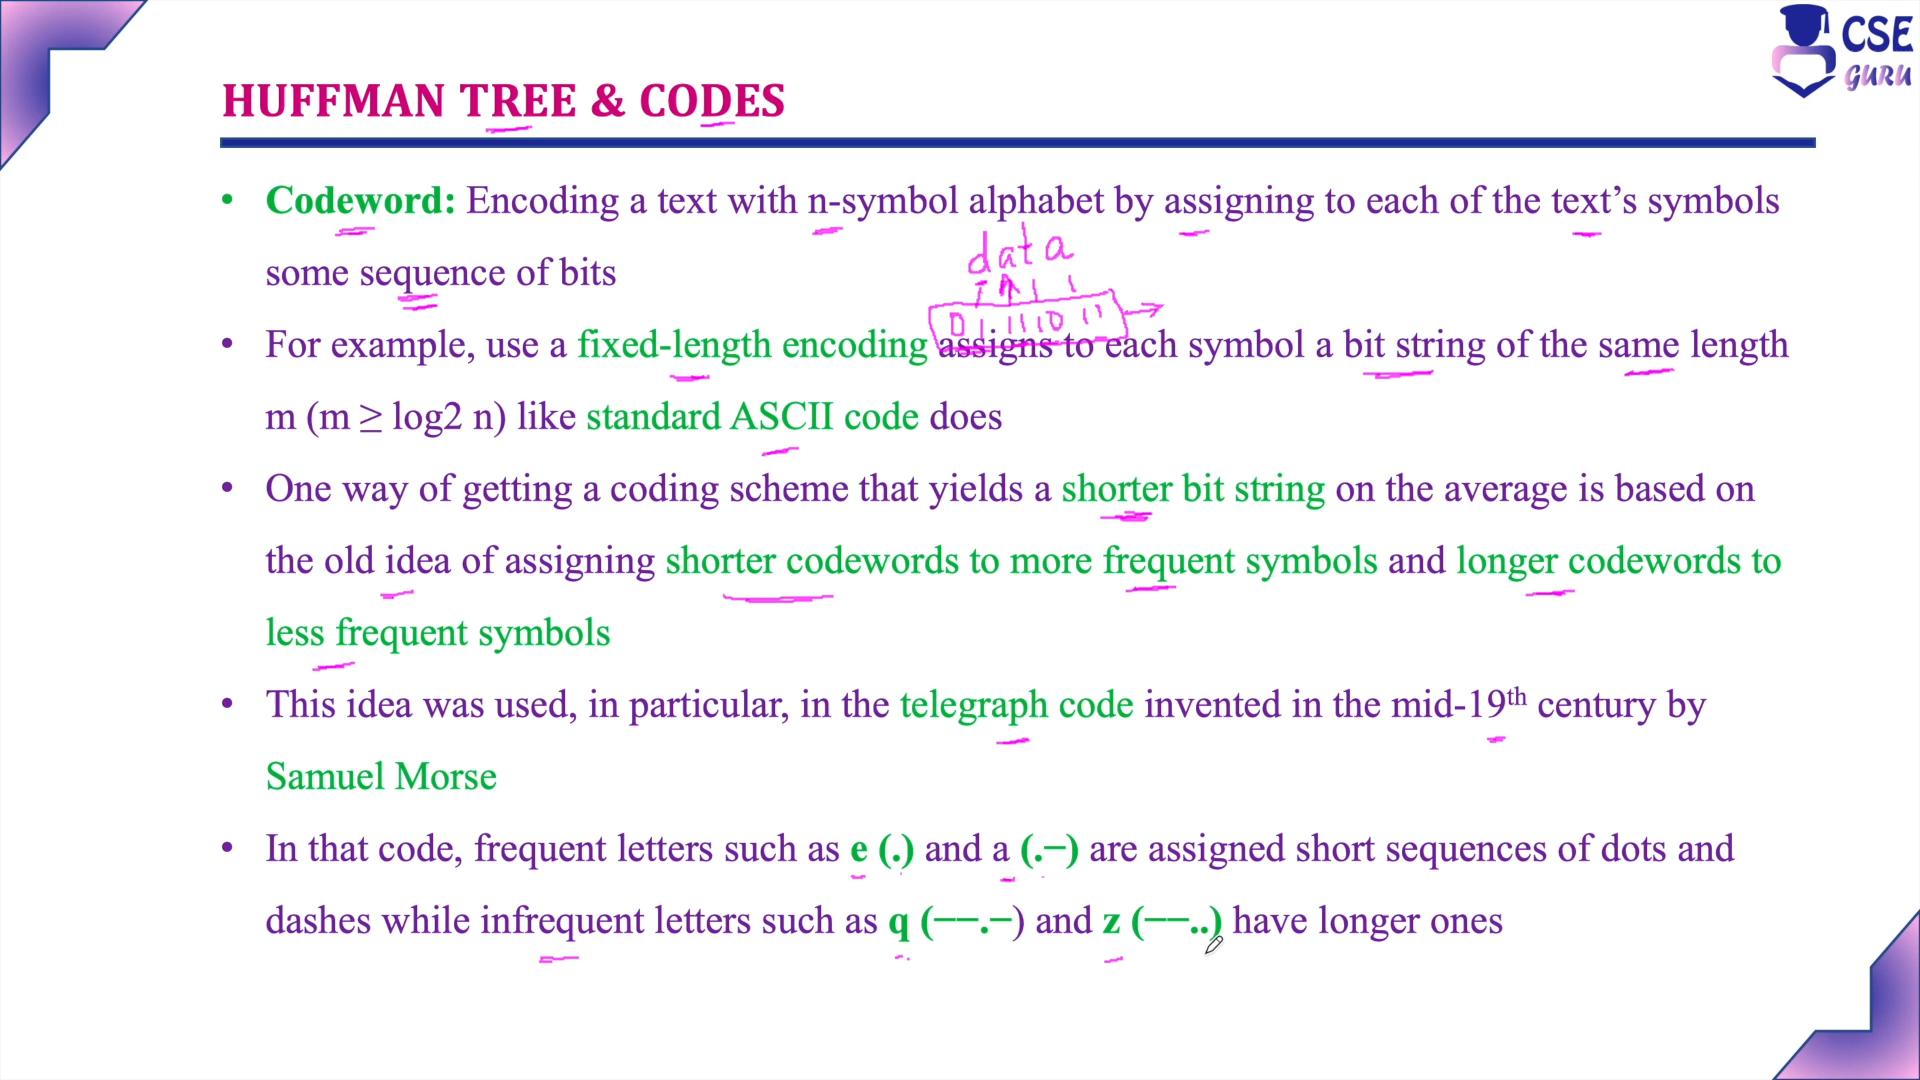 CSE
GURU
HUFFMAN TREE & CODES
• Codeword: Encoding a text with n-symbol alphabet by assigning to each of the text’s symbols
some sequence of bits
data
• For example, use a fixed-length encoding assigns to each symbol a bit string of the same length
m (m ≥ log2 n) like standard ASCII code does
• One way of getting a coding scheme that yields a shorter bit string on the average is based on
the old idea of assigning shorter codewords to more frequent symbols and longer codewords to
less frequent symbols
• This idea was used, in particular, in the telegraph code invented in the mid-19th century by
Samuel Morse
• In that code, frequent letters such as e (.) and a (.−) are assigned short sequences of dots and
dashes while infrequent letters such as q (−−.−) and z (−−..) have longer ones